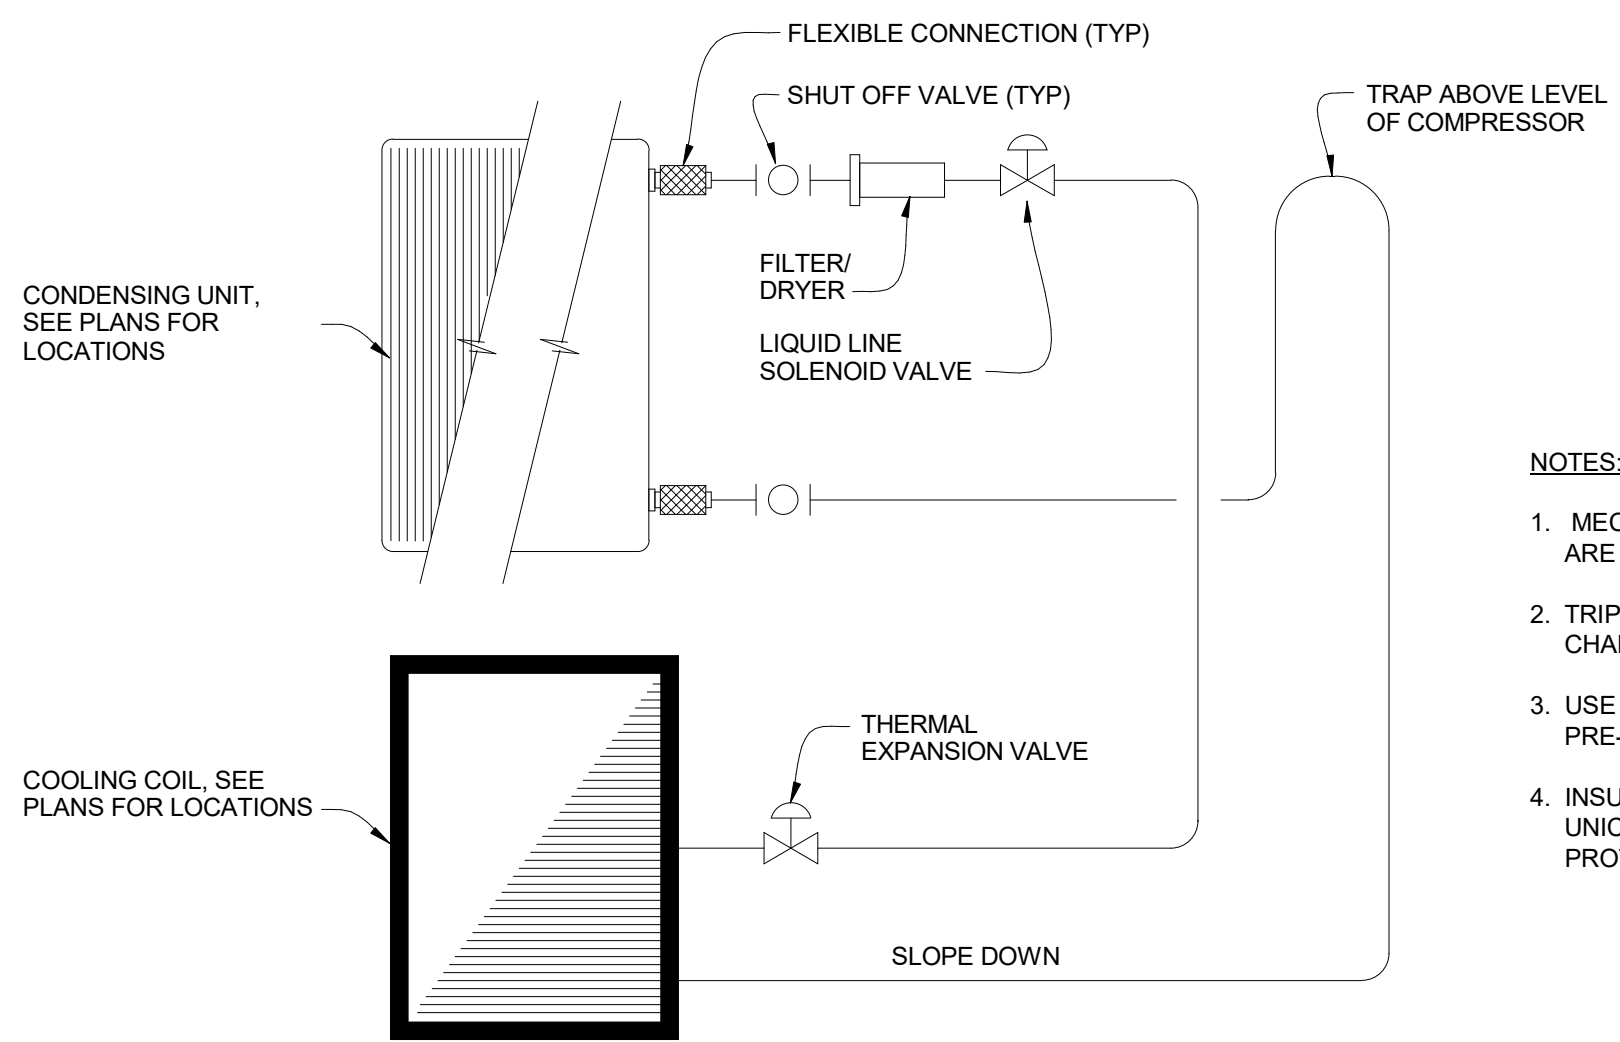 FLEXIBLE CONNECTION (TYP)
SHUT OFF VALVE (TYP)
TRAP ABOVE LEVEL
OF COMPRESSOR
FILTER/
DRYER
CONDENSING UNIT,
SEE PLANS FOR
LOCATIONS
LIQUID LINE
SOLENOID VALVE
THERMAL
EXPANSION VALVE
COOLING COIL, SEE
PLANS FOR LOCATIONS
SLOPE DOWN
NOTES:
1.
ARE
2.
3. USE
4.